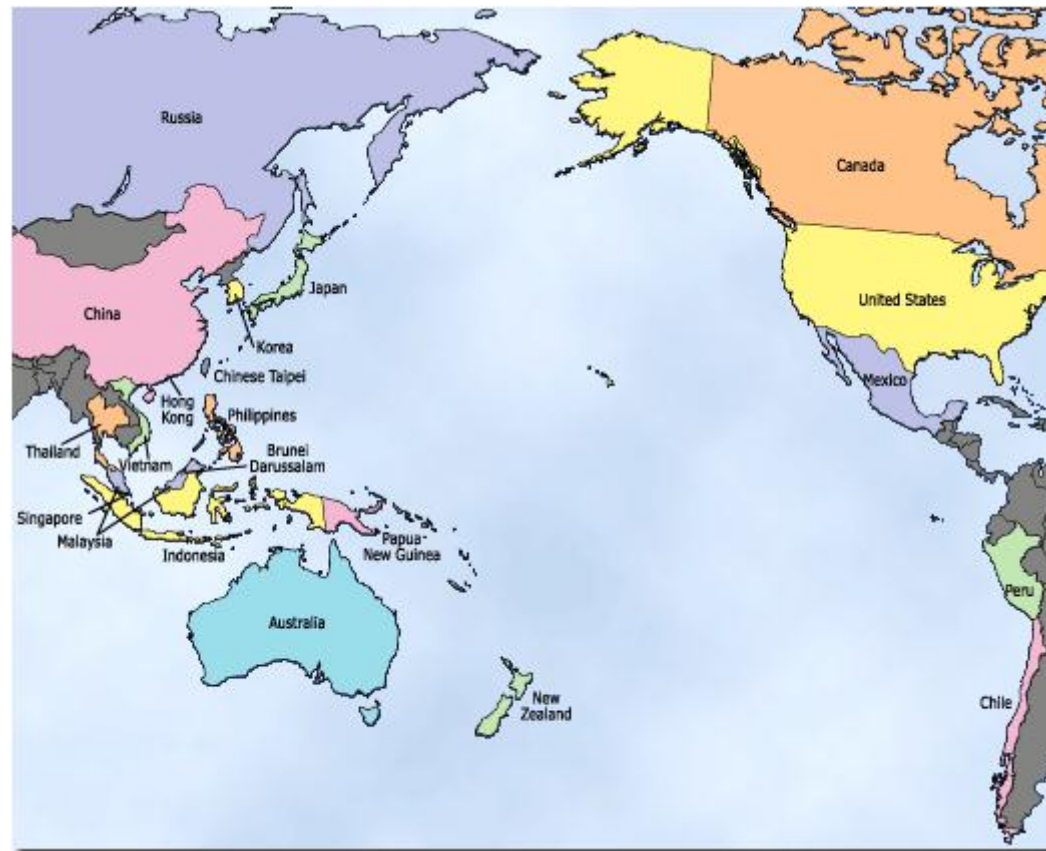 Russia
Canada
China
Japan
United States
Korea
Chinese Taipei
Mexico
Hong
Kong
Philippines
Thailand
Vietnam
Brunei
Darussalam
Singapore
Malaysia
Indonesia
Papua-
New Guinea
Peru
Australia
New
Zealand
Chile